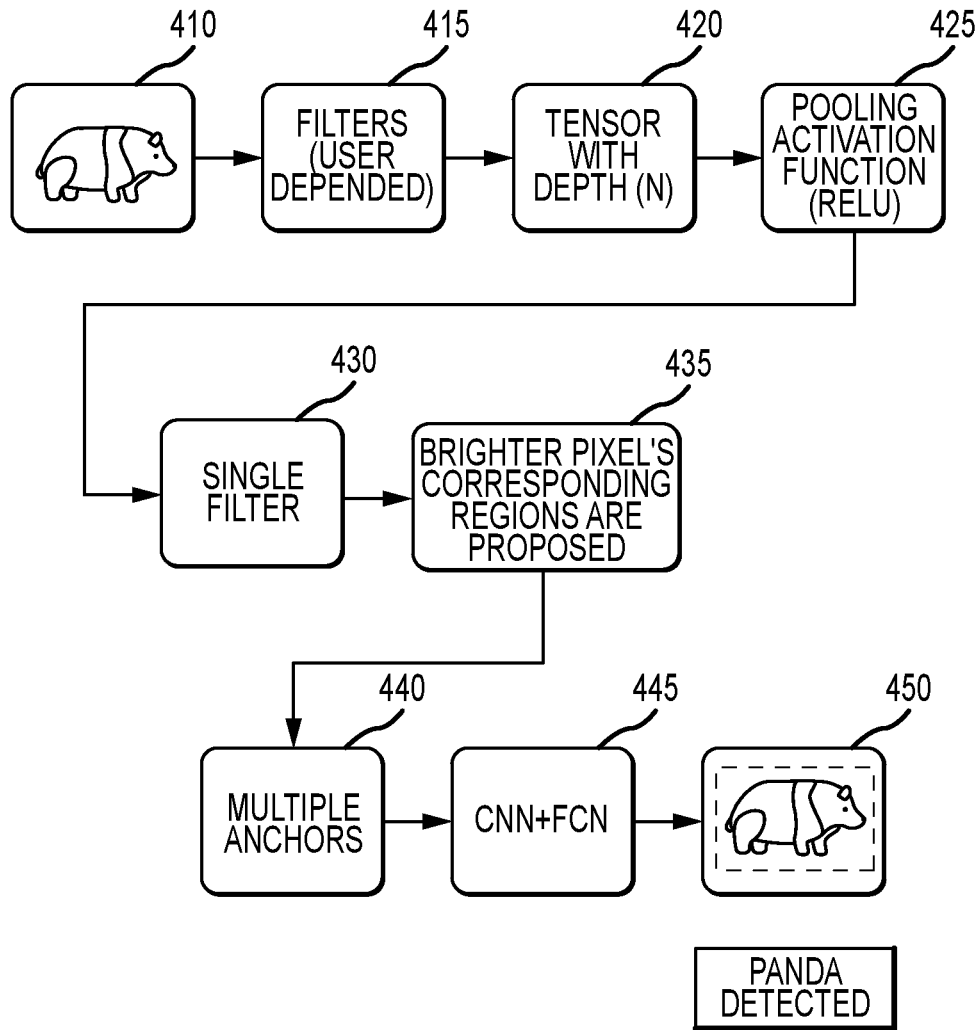 410
415
420
425
FILTERS
(USER
DEPENDED)
TENSOR
WITH
DEPTH (N)
POOLING
ACTIVATION
FUNCTION
(RELU)
430
435
SINGLE
FILTER
BRIGHTER PIXEL'S
CORRESPONDING
REGIONS ARE
PROPOSED
440
445
450
MULTIPLE
ANCHORS
CNN+FCN
PANDA
DETECTED